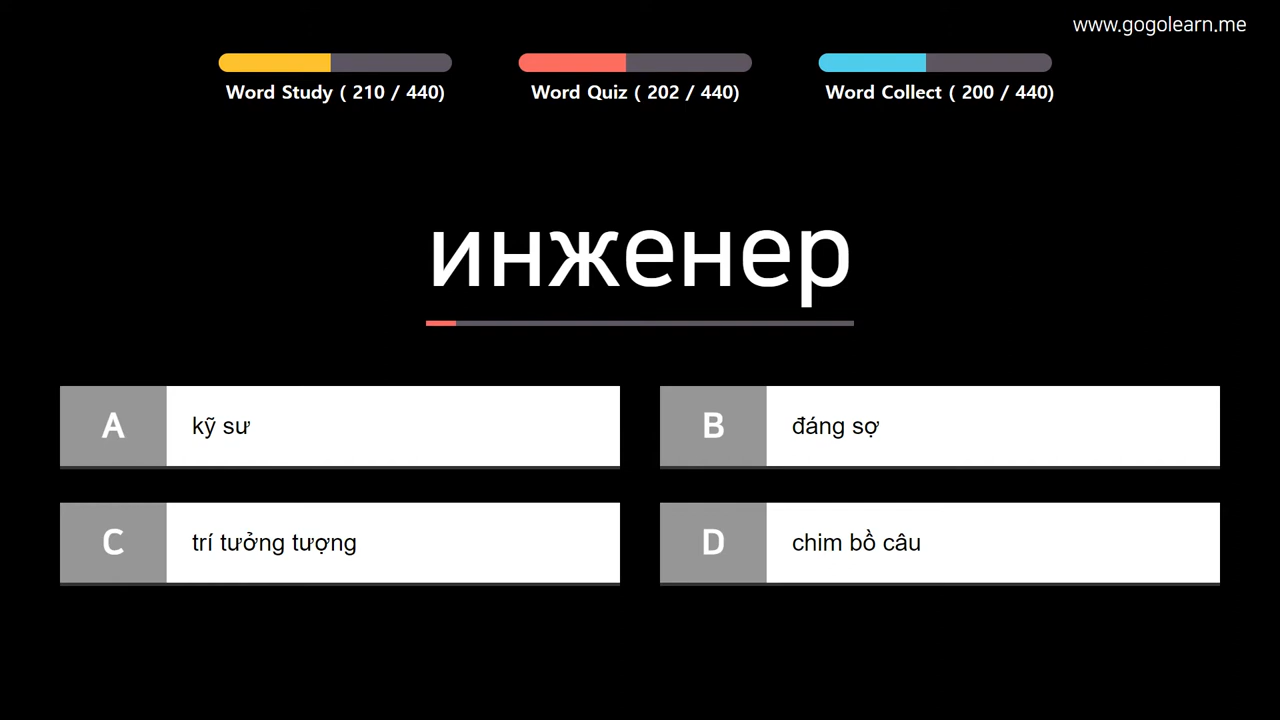 www.gogolearn.me
Word Study ( 210 / 440)
Word Quiz ( 202 / 440)
Word Collect ( 200 / 440)
инженер
A kỹ sư
B đáng sợ
C trí tưởng tượng
D chim bồ câu